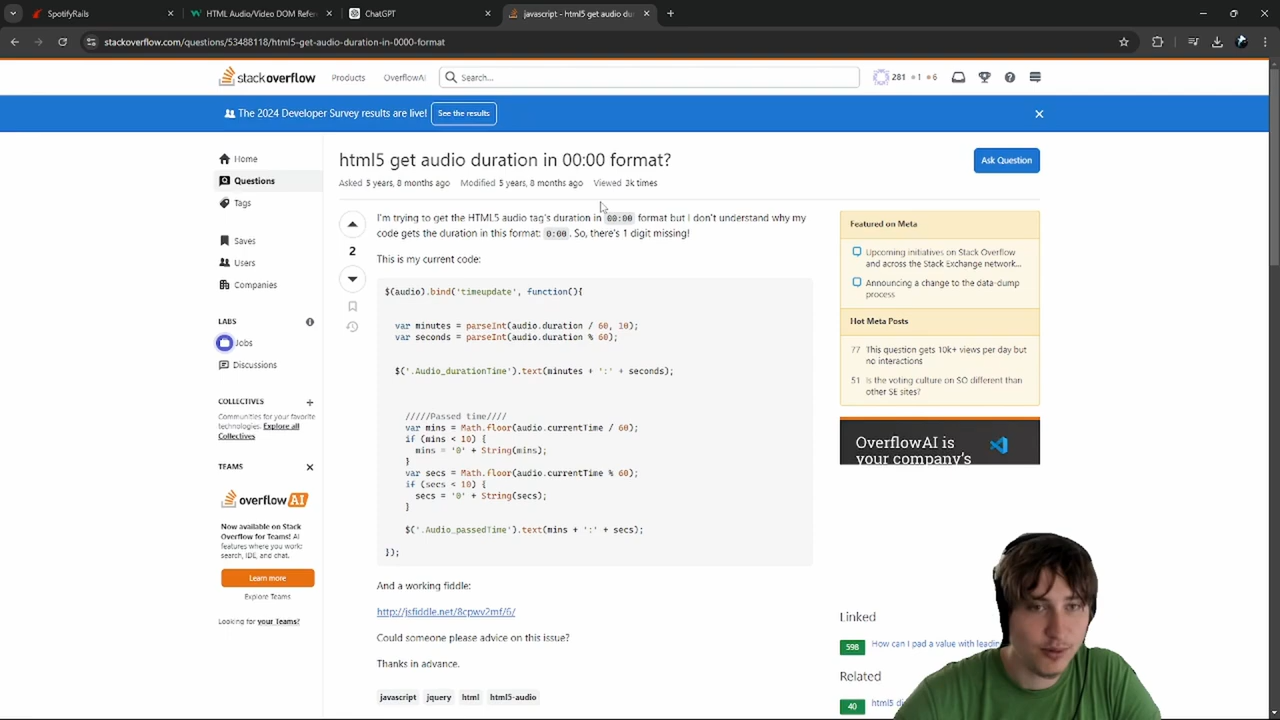 SpotifyRails
HTML Audio/Video DOM Refere
ChatGPT
javascript - html5 get audio du
stackoverflow.com/questions/53488118/html5-get-audio-duration-in-0000-format
stackoverflow
Products
OverflowAI
Search...
281
1
6
The 2024 Developer Survey results are live!
See the results
Home
Questions
Tags
Saves
Users
Companies
LABS
Jobs
Discussions
COLLECTIVES
Communities for your favorite
technologies. Explore all
Collectives
TEAMS
overflow AI
Now available on Stack
Overflow for Teams! AI
features where you work:
search, IDE, and chat.
Learn more
Explore Teams
Looking for your Teams?
html5 get audio duration in 00:00 format?
Ask Question
Asked 5 years, 8 months ago
Modified 5 years, 8 months ago
Viewed 3k times
2
I'm trying to get the HTML5 audio tag's duration in 00:00 format but I don't understand why my
code gets the duration in this format: 0:00. So, there's 1 digit missing!
This is my current code:
$(audio).bind('timeupdate', function(){
var minutes = parseInt(audio.duration / 60, 10);
var seconds = parseInt(audio.duration % 60);
$('.Audio_durationTime').text(minutes + ':' + seconds);
/////Passed time////
var mins = Math.floor(audio.currentTime / 60);
if (mins < 10) {
mins = '0' + String(mins);
}
var secs = Math.floor(audio.currentTime % 60);
if (secs < 10) {
secs = '0' + String(secs);
}
$('.Audio_passedTime').text(mins + ':' + secs);
});
And a working fiddle:
http://jsfiddle.net/8cpwv2mf/6/
Could someone please advice on this issue?
Thanks in advance.
javascript
jquery
html
html5-audio
Featured on Meta
Upcoming initiatives on Stack Overflow
and across the Stack Exchange network...
Announcing a change to the data-dump
process
Hot Meta Posts
77 This question gets 10k+ views per day but
no interactions
51 Is the voting culture on SO different than
other SE sites?
OverflowAI is
your company's
Linked
598 How can I pad a value with leadin
Related
40 html5 di